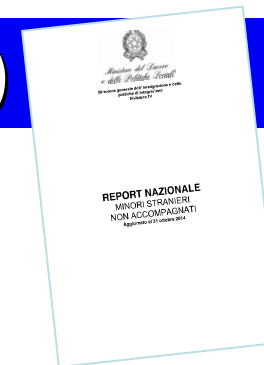 Ministero del Lavoro
e delle Politiche Sociali
Direzione generale dell'immigrazione e delle
politiche di integrazione
Divisione IV
REPORT NAZIONALE
MINORI STRANIERI
NON ACCOMPAGNATI
Aggiornato al 31 ottobre 2014